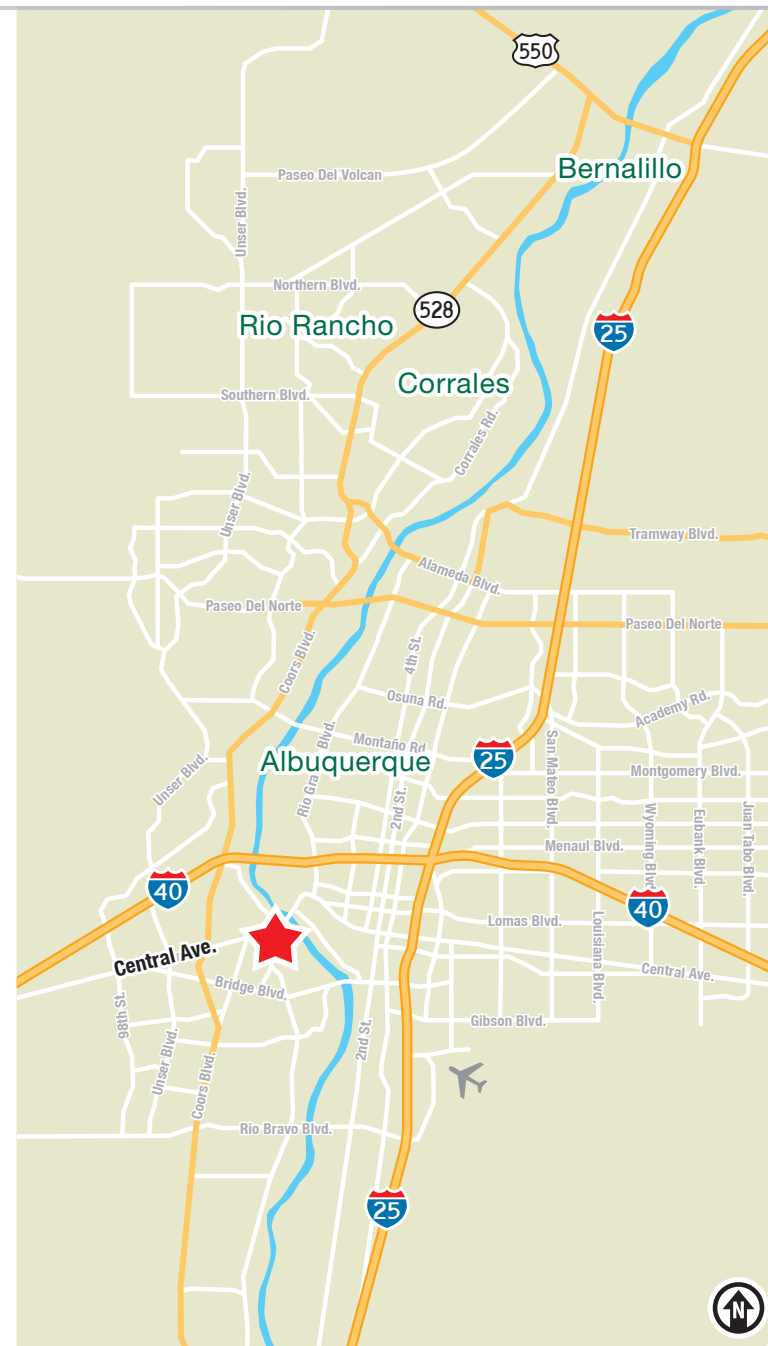 550
Bernalillo
Paseo Del Volcan
Unser Blvd.
Northern Blvd.
528
Rio Rancho
25
Corrales
Southern Blvd.
Corrales Rd.
Unser Blvd.
Tramway Blvd.
Alameda Blvd.
Paseo Del Norte
Paseo Del Norte
4th St.
Coors Blvd.
Osuna Rd.
Academy Rd.
Montaño Rd
Albuquerque
25
San Mateo Blvd.
Montgomery Blvd.
Unser Blvd.
Rio Gra Blvd.
2nd St.
Wyoming Blvd
Eubank Blvd.
Juan Tabo Blvd.
Menaul Blvd.
40
40
Lomas Blvd.
Louisiana Blvd.
Central Ave.
Central Ave.
Bridge Blvd.
98th St.
Gibson Blvd.
2nd St.
Unser Blvd.
Coors Blvd.
Rio Bravo Blvd.
25
N